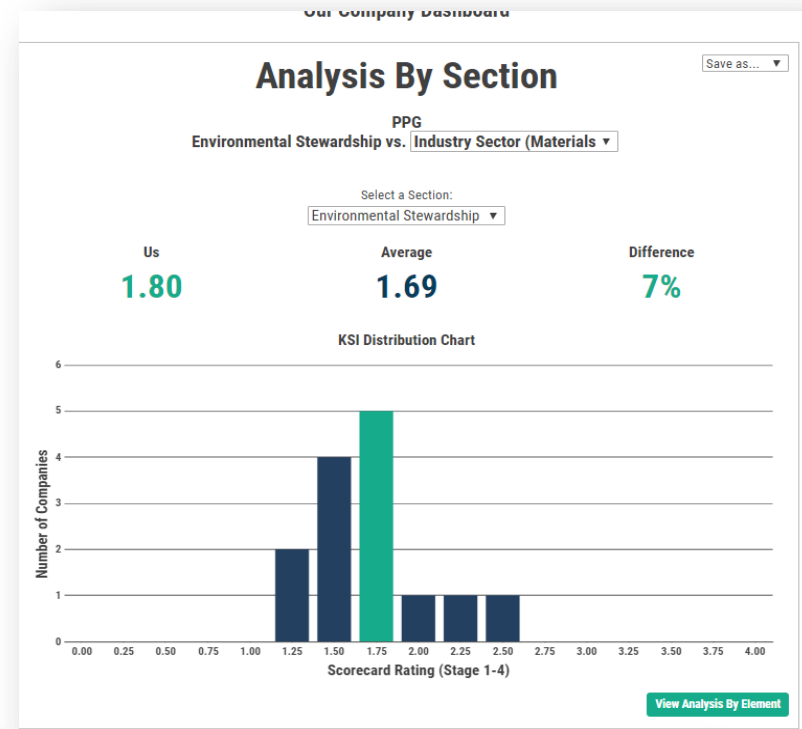 Our Company Dashboard
Analysis By Section
Save as... ▼
PPG
Environmental Stewardship vs. Industry Sector (Materials ▼
Select a Section:
Environmental Stewardship ▼
Us Average Difference
1.80 1.69 7%
KSI Distribution Chart
6
5
4
3
2
1
0
Number of Companies
0.00 0.25 0.50 0.75 1.00 1.25 1.50 1.75 2.00 2.25 2.50 2.75 3.00 3.25 3.50 3.75 4.00
Scorecard Rating (Stage 1-4)
View Analysis By Element